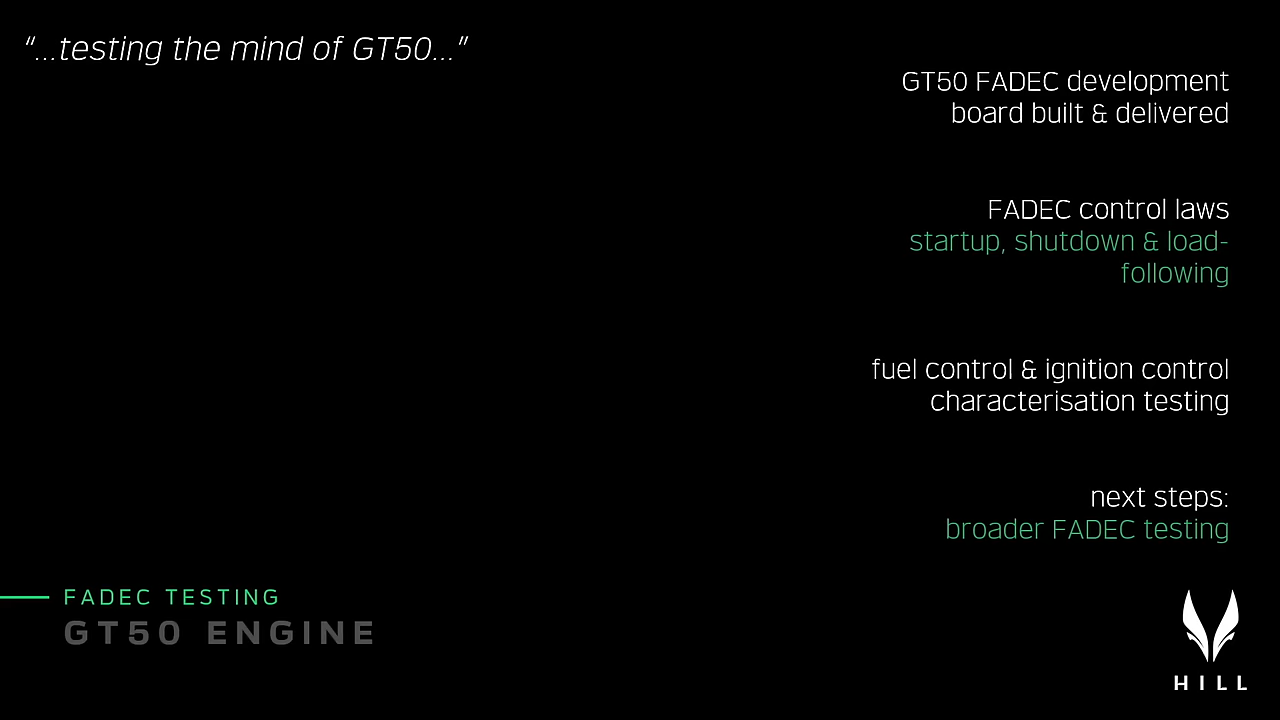 “...testing the mind of GT50...”
GT50 FADEC development
board built & delivered
FADEC control laws
startup, shutdown & load-
following
fuel control & ignition control
characterisation testing
next steps:
broader FADEC testing
FADEC TESTING
GT50 ENGINE
HILL